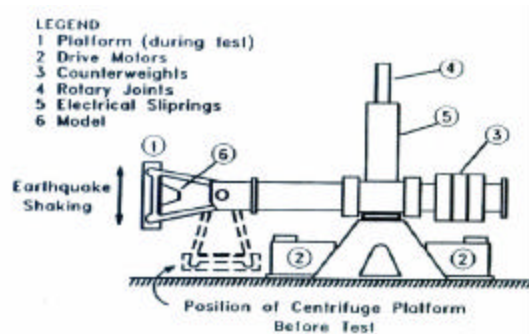 LEGEND
1 Platform (during test)
2 Drive Motors
3 Counterweights
4 Rotary Joints
5 Electrical Sliprings
6 Model
4
5
3
1
6
Earthquake
Shaking
2
2
Position of Centrifuge Platform
Before Test